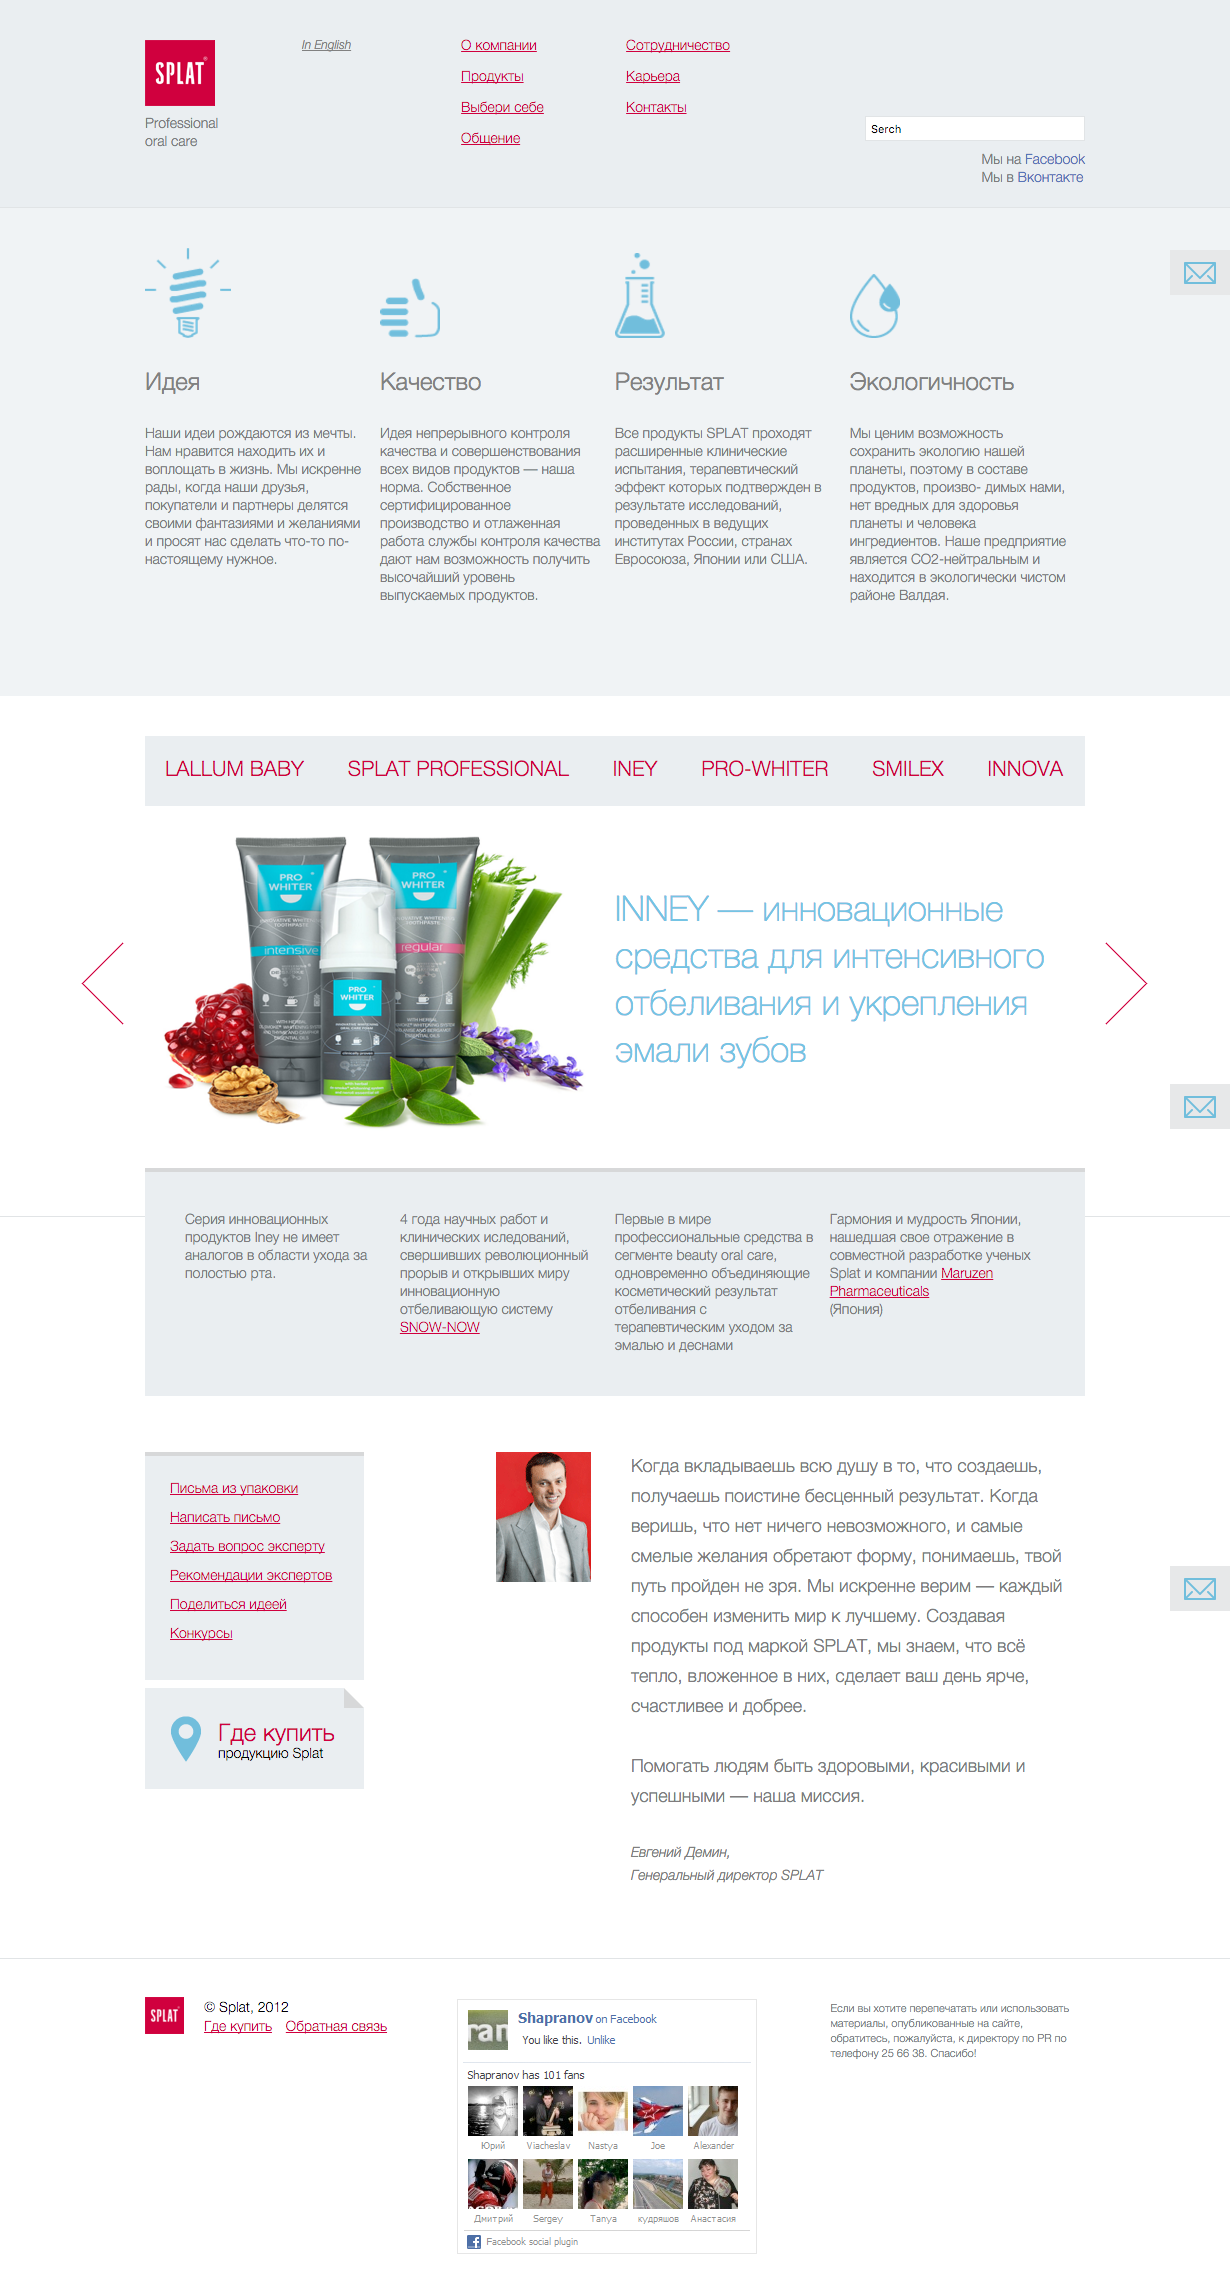 SPLAT
Professional
oral care
In English
О компании
Продукты
Выбери себе
Общение
Сотрудничество
Карьера
Контакты
Serch
Мы на Facebook
Мы в Вконтакте
Идея
Наши идеи рождаются из мечты.
Нам нравится находить их и
воплощать в жизнь. Мы искренне
рады, когда наши друзья,
покупатели и партнеры делятся
своими фантазиями и желаниями
и просят нас сделать что-то по-
настоящему нужное.
Качество
Идея непрерывного контроля
качества и совершенствования
всех видов продуктов — наша
норма. Собственное
сертифицированное
производство и отлаженная
работа службы контроля качества
дают нам возможность получить
высочайший уровень
выпускаемых продуктов.
Результат
Все продукты SPLAT проходят
расширенные клинические
испытания, терапевтический
эффект которых подтвержден в
результате исследований,
проведенных в ведущих
институтах России, странах
Евросоюза, Японии или США.
Экологичность
Мы ценим возможность
сохранить экологию нашей
планеты, поэтому в составе
продуктов, произво- димых нами,
нет вредных для здоровья
планеты и человека
ингредиентов. Наше предприятие
является СО2-нейтральным и
находится в экологически чистом
районе Валдая.
LALLUM BABY
SPLAT PROFESSIONAL
INEY
PRO-WHITER
SMILEX
INNOVA
PRO
WHITER
INNOVATIVE WHITENING
TOOTHPASTE
intensive
PRO
WHITER
TOOTHPASTE
regular
PRO
WHITER
INNEY — инновационные
средства для интенсивного
отбеливания и укрепления
эмали зубов
Серия инновационных
продуктов Iney не имеет
аналогов в области ухода за
полостью рта.
4 года научных работ и
клинических иследований,
свершивших революционный
прорыв и открывших миру
инновационную
отбеливающую систему
SNOW-NOW
Первые в мире
профессиональные средства в
сегменте beauty oral care,
одновременно объединяющие
косметический результат
отбеливания с
терапевтическим уходом за
эмалью и деснами
Гармония и мудрость Японии,
нашедшая свое отражение в
совместной разработке ученых
Splat и компании Maruzen
Pharmaceuticals
(Япония)
Письма из упаковки
Написать письмо
Задать вопрос эксперту
Рекомендации экспертов
Поделиться идеей
Конкурсы
Где купить
продукцию Splat
Когда вкладываешь всю душу в то, что создаешь,
получаешь поистине бесценный результат. Когда
веришь, что нет ничего невозможного, и самые
смелые желания обретают форму, понимаешь, твой
путь пройден не зря. Мы искренне верим — каждый
способен изменить мир к лучшему. Создавая
продукты под маркой SPLAT, мы знаем, что всё
тепло, вложенное в них, сделает ваш день ярче,
счастливее и добрее.
Помогать людям быть здоровыми, красивыми и
успешными — наша миссия.
Евгений Демин,
Генеральный директор SPLAT
SPLAT
© Splat, 2012
Где купить Обратная связь
Shapranov on Facebook
You like this. Unlike
Shapranov has 101 fans
Юрий Viacheslav Nastya Joe Alexander
Дмитрий Sergey Tanya кудряшов Анастасия
Facebook social plugin
Если вы хотите перепечатать или использовать
материалы, опубликованные на сайте,
обратитесь, пожалуйста, к директору по PR по
телефону 25 66 38. Спасибо!